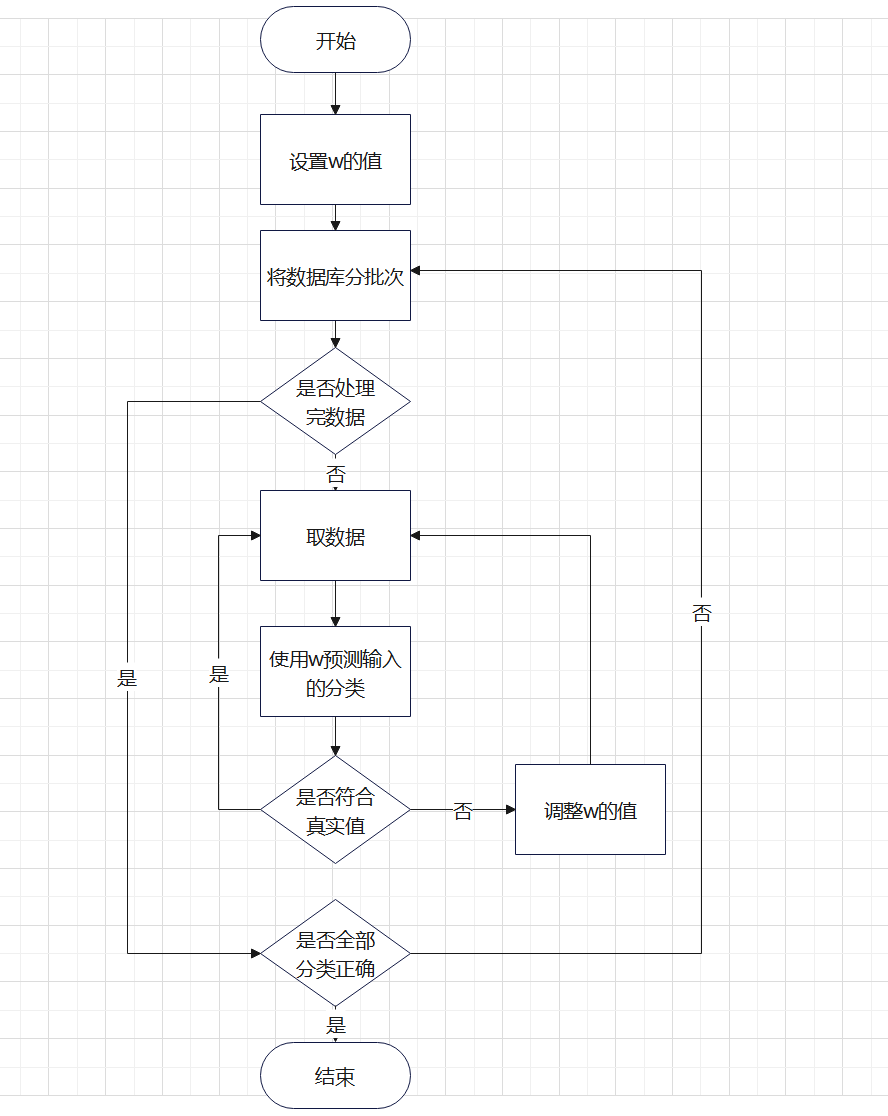 开始
设置w的值
将数据库分批次
是否处理
完数据
否
取数据
否
使用w预测输入
的分类
是
是
是否符合
真实值
否
调整w的值
是否全部
分类正确
是
结束